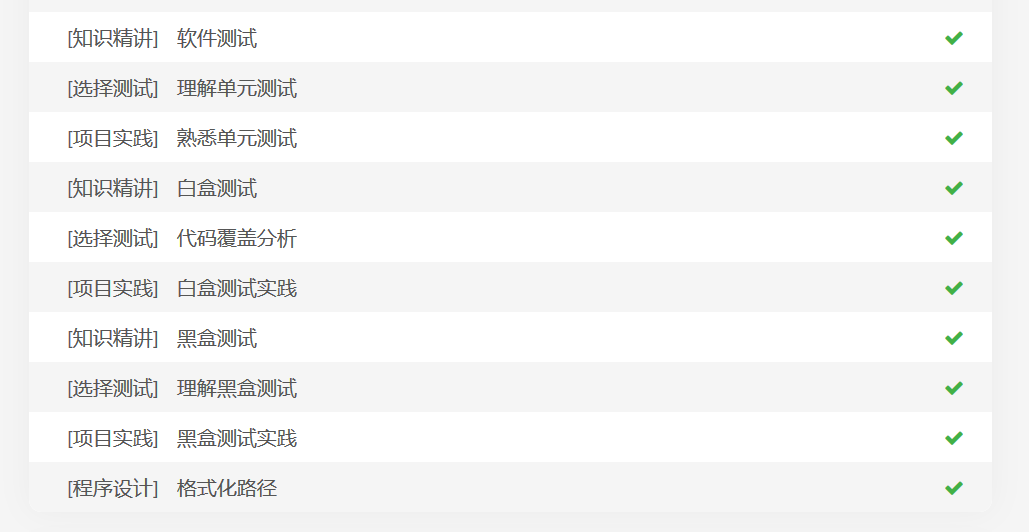 [知识精讲] 软件测试
[选择测试] 理解单元测试
[项目实践] 熟悉单元测试
[知识精讲] 白盒测试
[选择测试] 代码覆盖分析
[项目实践] 白盒测试实践
[知识精讲] 黑盒测试
[选择测试] 理解黑盒测试
[项目实践] 黑盒测试实践
[程序设计] 格式化路径